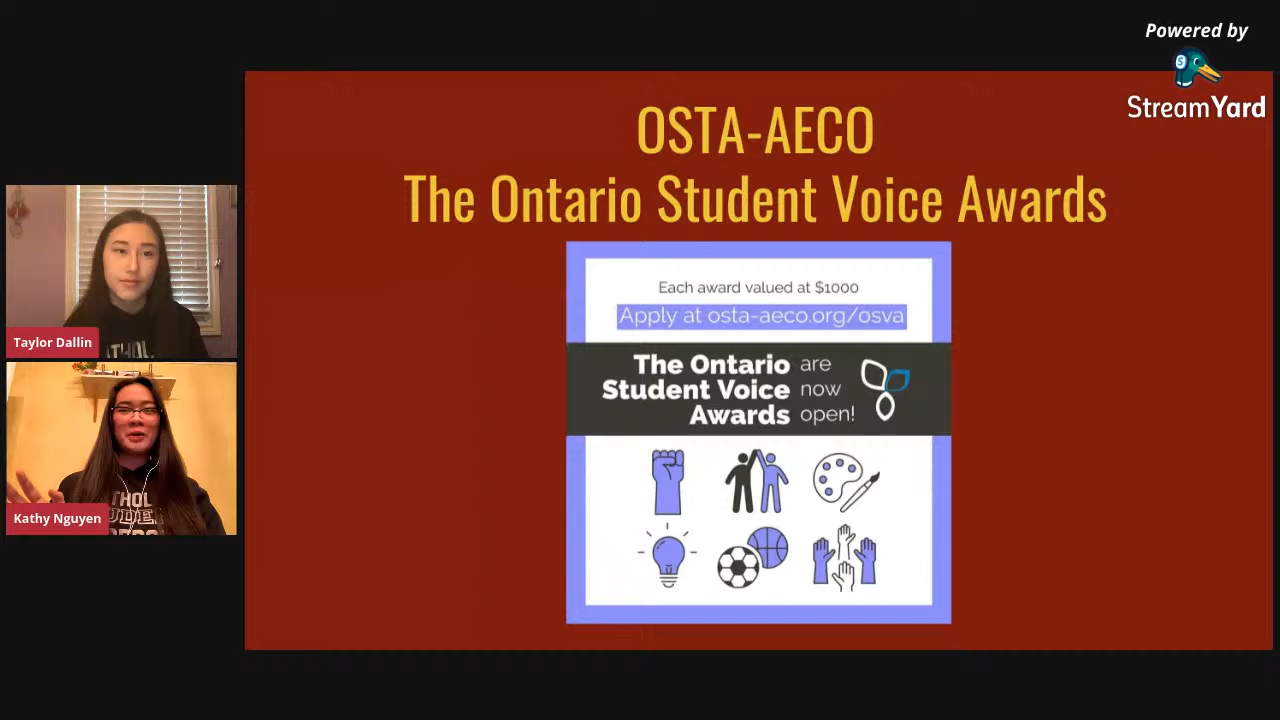 Powered by
StreamYard
OSTA-AECO
The Ontario Student Voice Awards
Each award valued at $1000
Apply at osta-aeco.org/osva
The Ontario
Student Voice
Awards
are
now
open!
Taylor Dallin
Kathy Nguyen